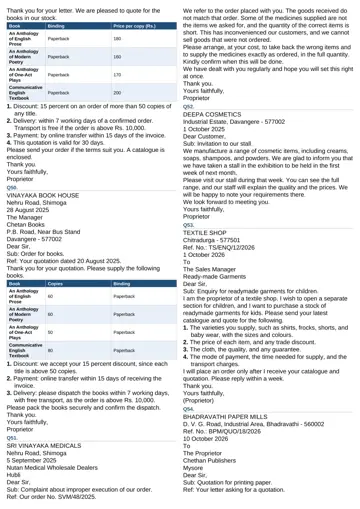 Thank you for your letter. We are pleased to quote for the
books in our stock.
Book Binding Price per copy (Rs.)
An Anthology
of English
Prose
Paperback 180
An Anthology
of Modern
Poetry
Paperback 160
An Anthology
of One-Act
Plays
Paperback 170
Communicative
English
Textbook
Paperback 200
1. Discount: 15 percent on an order of more than 50 copies of
any title.
2. Delivery: within 7 working days of a confirmed order.
Transport is free if the order is above Rs. 10,000.
3. Payment: by online transfer within 15 days of the invoice.
4. This quotation is valid for 30 days.
Please send your order if the terms suit you. A catalogue is
enclosed.
Thank you.
Yours faithfully,
Proprietor
Q50.
VINAYAKA BOOK HOUSE
Nehru Road, Shimoga
28 August 2025
The Manager
Chetan Books
P.B. Road, Near Bus Stand
Davangere - 577002
Dear Sir,
Sub: Order for books.
Ref: Your quotation dated 20 August 2025.
Thank you for your quotation. Please supply the following
books.
Book Copies Binding
An Anthology
of English
Prose
60 Paperback
An Anthology
of Modern
Poetry
60 Paperback
An Anthology
of One-Act
Plays
50 Paperback
Communicative
English
Textbook
80 Paperback
1. Discount: we accept your 15 percent discount, since each
title is above 50 copies.
2. Payment: online transfer within 15 days of receiving the
invoice.
3. Delivery: please dispatch the books within 7 working days,
with free transport, as the order is above Rs. 10,000.
Please pack the books securely and confirm the dispatch.
Thank you.
Yours faithfully,
Proprietor
Q51.
SRI VINAYAKA MEDICALS
Nehru Road, Shimoga
5 September 2025
Nutan Medical Wholesale Dealers
Hubli
Dear Sir,
Sub: Complaint about improper execution of our order.
Ref: Our order No. SVM/48/2025.
We refer to the order placed with you. The goods received do
not match that order. Some of the medicines supplied are not
the items we asked for, and the quantity of the correct items is
short. This has inconvenienced our customers, and we cannot
sell goods that were not ordered.
Please arrange, at your cost, to take back the wrong items and
to supply the medicines exactly as ordered, in the full quantity.
Kindly confirm when this will be done.
We have dealt with you regularly and hope you will set this right
at once.
Thank you.
Yours faithfully,
Proprietor
Q52.
DEEPA COSMETICS
Industrial Estate, Davangere - 577002
1 October 2025
Dear Customer,
Sub: Invitation to our stall.
We manufacture a range of cosmetic items, including creams,
soaps, shampoos, and powders. We are glad to inform you that
we have taken a stall in the exhibition to be held in the first
week of next month.
Please visit our stall during that week. You can see the full
range, and our staff will explain the quality and the prices. We
will be happy to note your requirements there.
We look forward to meeting you.
Yours faithfully,
Proprietor
Q53.
TEXTILE SHOP
Chitradurga - 577501
Ref. No.: TS/ENQ/12/2026
1 October 2026
To
The Sales Manager
Ready-made Garments
Dear Sir,
Sub: Enquiry for readymade garments for children.
I am the proprietor of a textile shop. I wish to open a separate
section for children, and I want to purchase a stock of
readymade garments for kids. Please send your latest
catalogue and quote for the following.
1. The varieties you supply, such as shirts, frocks, shorts, and
baby wear, with the sizes and colours.
2. The price of each item, and any trade discount.
3. The cloth, the quality, and any guarantee.
4. The mode of payment, the time needed for supply, and the
transport charges.
I will place an order only after I receive your catalogue and
quotation. Please reply within a week.
Thank you.
Yours faithfully,
(Proprietor)
Q54.
BHADRAVATHI PAPER MILLS
D. V. G. Road, Industrial Area, Bhadravathi - 560002
Ref. No.: BPM/QUO/18/2026
10 October 2026
To
The Proprietor
Chethan Publishers
Mysore
Dear Sir,
Sub: Quotation for printing paper.
Ref: Your letter asking for a quotation.